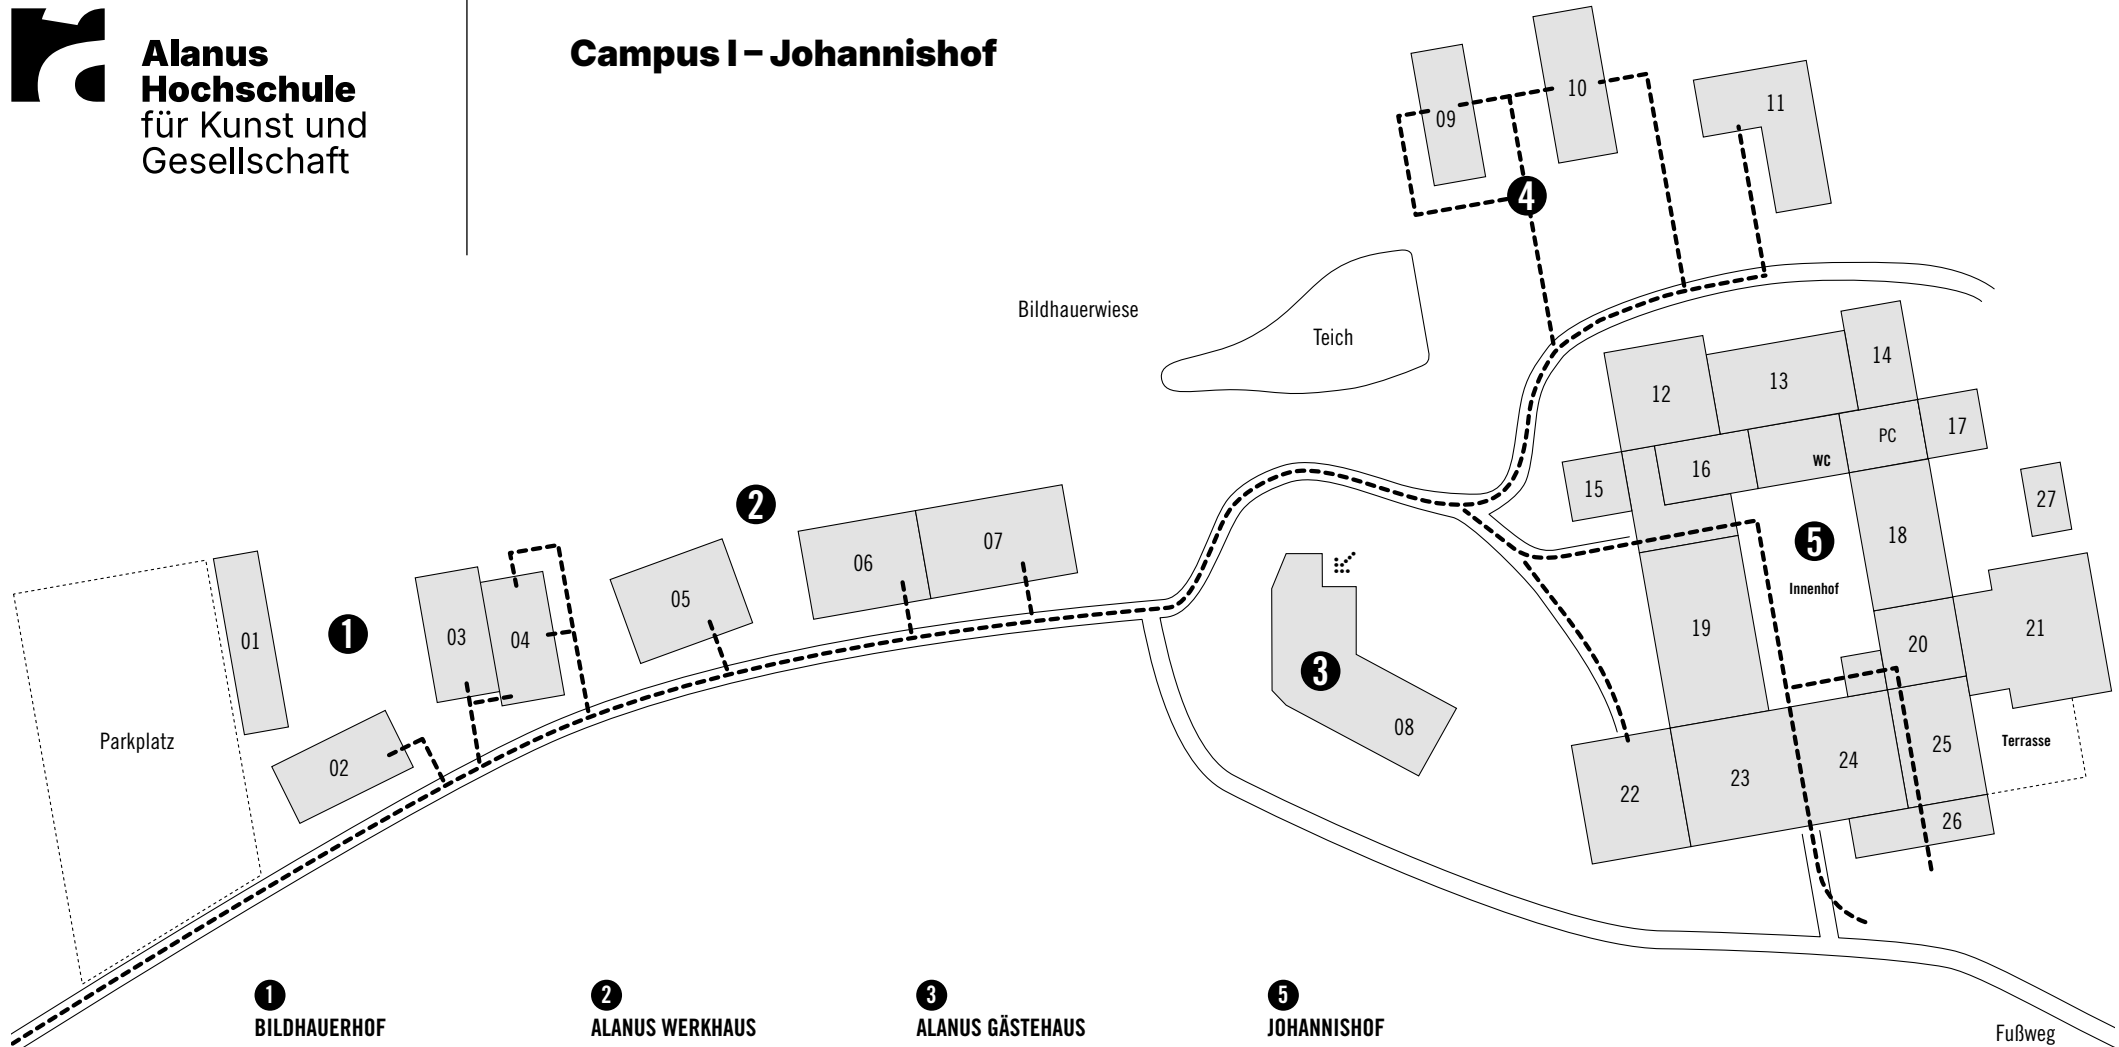 Alanus
Hochschule
für Kunst und
Gesellschaft
Campus I – Johannishof
10
11
09
4
Bildhauerwiese
Teich
14
13
12
17
PC
WC
16
15
27
2
07
06
18
5
Innenhof
05
01
1
03
04
19
20
21
3
08
Parkplatz
02
22
23
24
25
Terrasse
26
1
BILDHAUERHOF
2
ALANUS WERKHAUS
3
ALANUS GÄSTEHAUS
5
JOHANNISHOF
Fußweg